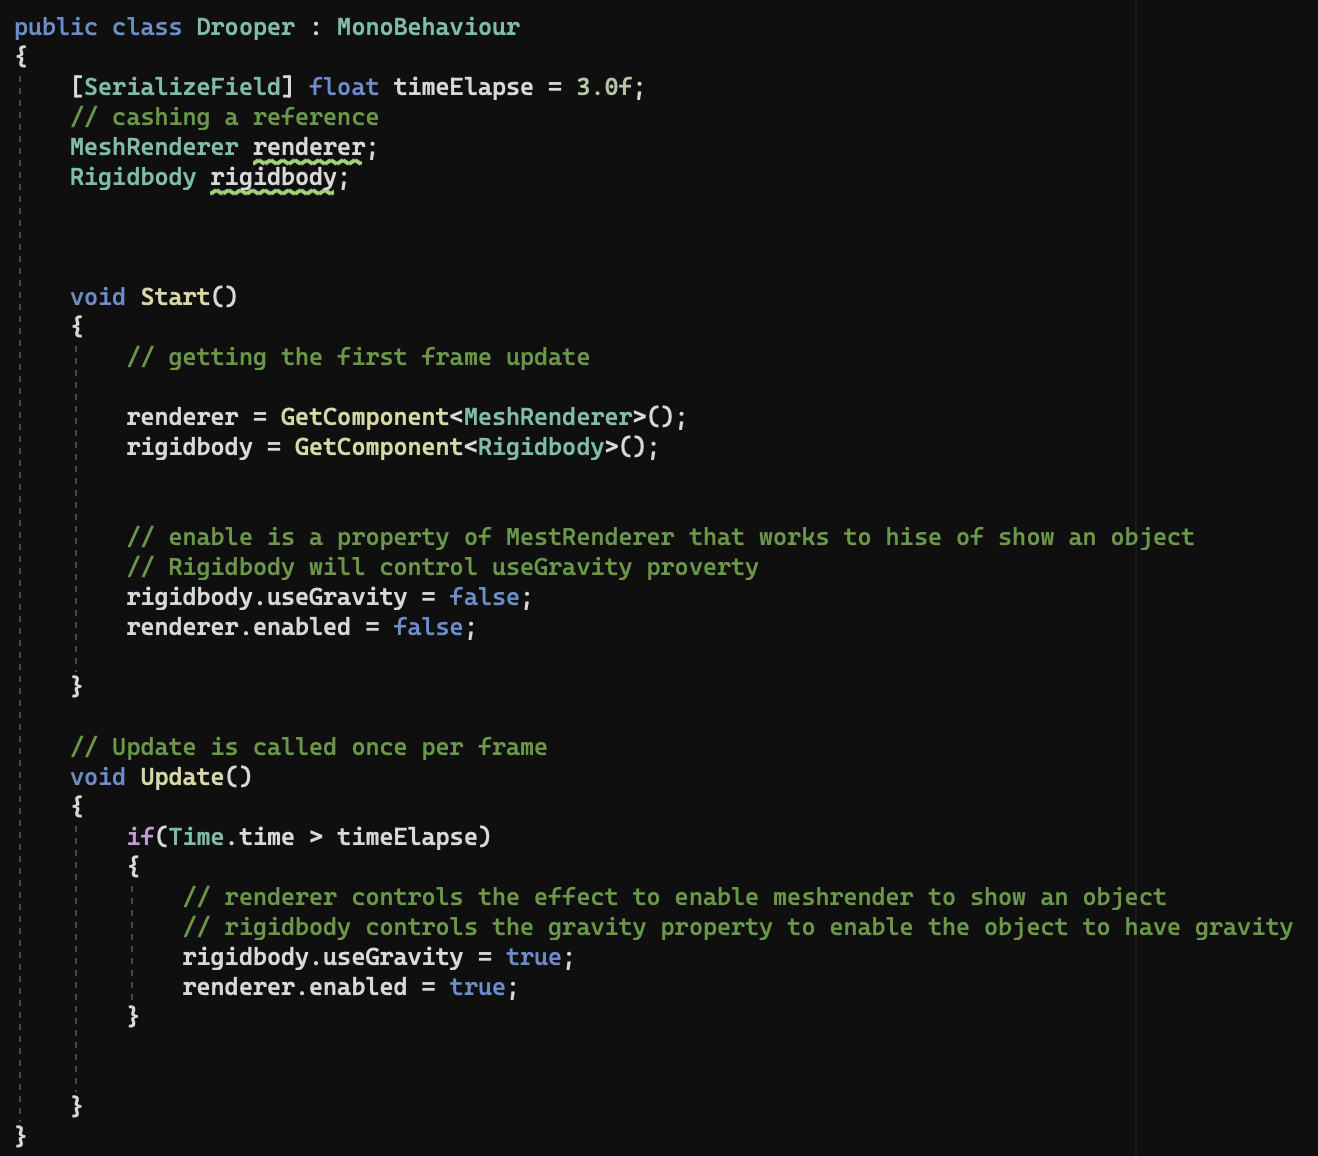 public class Drooper : MonoBehaviour
{
    [SerializeField] float timeElapse = 3.0f;
    // cashing a reference
    MeshRenderer renderer;
    Rigidbody rigidbody;
    void Start()
    {
        // getting the first frame update
        renderer = GetComponent<MeshRenderer>();
        rigidbody = GetComponent<Rigidbody>();
        // enable is a property of MestRenderer that works to hise of show an object
        // Rigidbody will control useGravity proverty
        rigidbody.useGravity = false;
        renderer.enabled = false;
    }
    // Update is called once per frame
    void Update()
    {
        if(Time.time > timeElapse)
        {
            // renderer controls the effect to enable meshrender to show an object
            // rigidbody controls the gravity property to enable the object to have gravity
            rigidbody.useGravity = true;
            renderer.enabled = true;
        }
    }
}